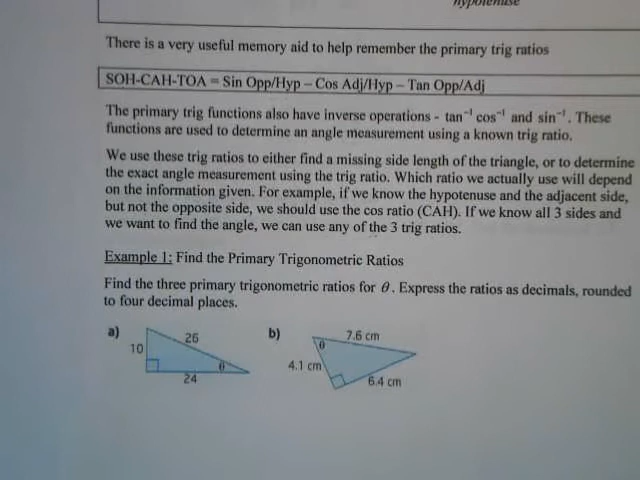 hypotenuse
There is a very useful memory aid to help remember the primary trig ratios
SOH-CAH-TOA = Sin Opp/Hyp – Cos Adj/Hyp – Tan Opp/Adj
The primary trig functions also have inverse operations - tan⁻¹ cos⁻¹ and sin⁻¹. These
functions are used to determine an angle measurement using a known trig ratio.
We use these trig ratios to either find a missing side length of the triangle, or to determine
the exact angle measurement using the trig ratio. Which ratio we actually use will depend
on the information given. For example, if we know the hypotenuse and the adjacent side,
but not the opposite side, we should use the cos ratio (CAH). If we know all 3 sides and
we want to find the angle, we can use any of the 3 trig ratios.
Example 1: Find the Primary Trigonometric Ratios
Find the three primary trigonometric ratios for θ. Express the ratios as decimals, rounded
to four decimal places.
a)
10
26
θ
24
b)
7.6 cm
θ
4.1 cm
6.4 cm